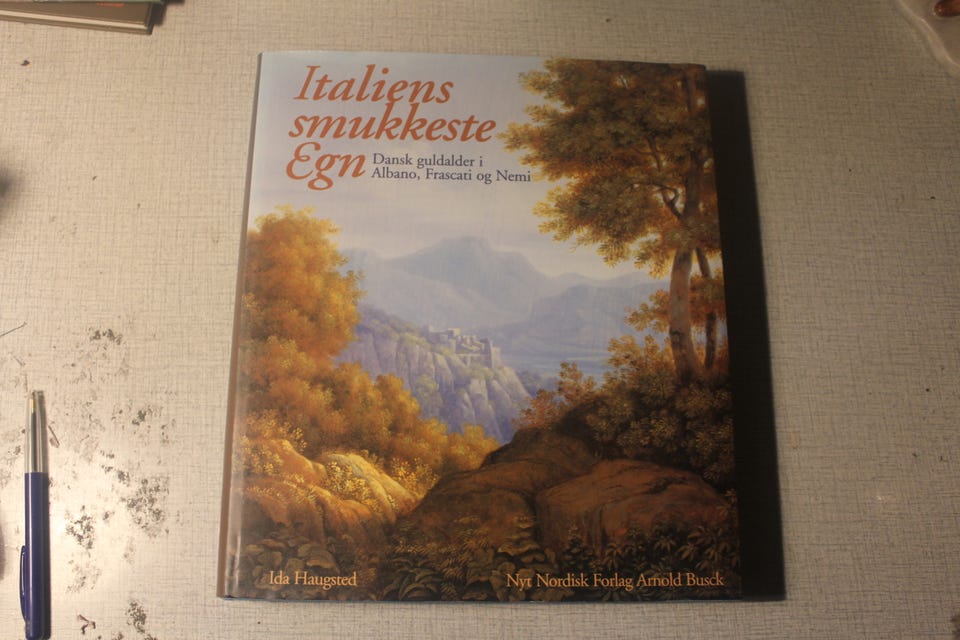 Italiens
smukkeste
Egn
Dansk guldalder i
Albano, Frascati og Nemi
Ida Haugsted
Nyt Nordisk Forlag Arnold Busck